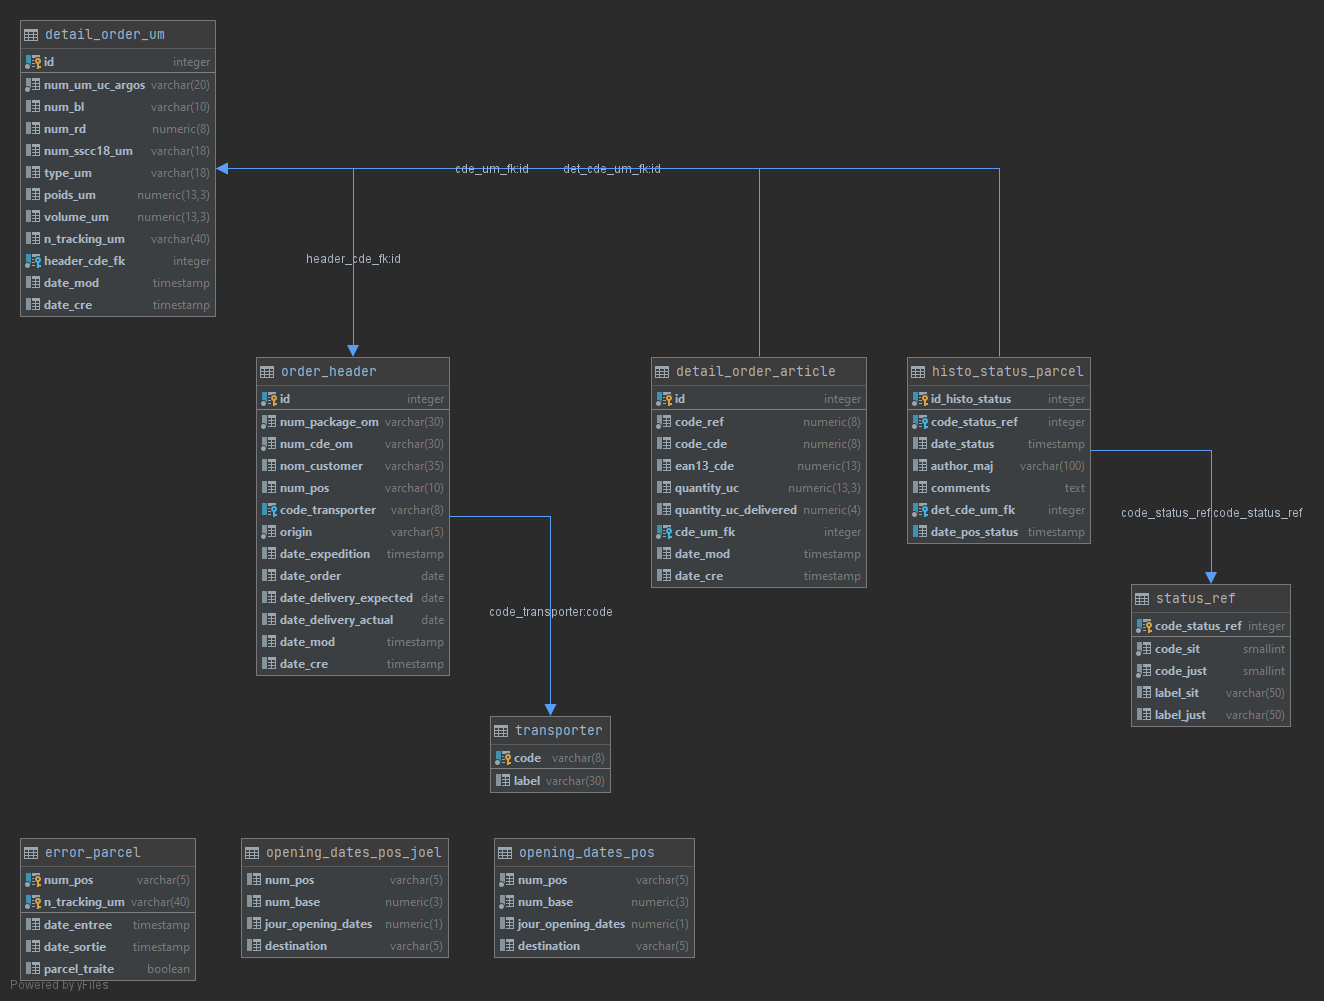 detail_order_um
id integer
num_um_uc_argos varchar(20)
num_bl varchar(10)
num_rd numeric(8)
num_sscc18_um varchar(18)
type_um varchar(18)
poids_um numeric(13,3)
volume_um numeric(13,3)
n_tracking_um varchar(40)
header_cde_fk integer
date_mod timestamp
date_cre timestamp
cde_um_fk:id
det_cde_um_fk:id
header_cde_fk:id
order_header
id integer
num_package_om varchar(30)
num_cde_om varchar(30)
nom_customer varchar(35)
num_pos varchar(10)
code_transporter varchar(8)
origin varchar(5)
date_expedition timestamp
date_order date
date_delivery_expected date
date_delivery_actual date
date_mod timestamp
date_cre timestamp
detail_order_article
id integer
code_ref numeric(8)
code_cde numeric(8)
ean13_cde numeric(13)
quantity_uc numeric(13,3)
quantity_uc_delivered numeric(4)
cde_um_fk integer
date_mod timestamp
date_cre timestamp
histo_status_parcel
id_histo_status integer
code_status_ref integer
date_status timestamp
author_maj varchar(100)
comments text
det_cde_um_fk integer
date_pos_status timestamp
code_status_ref:code_status_ref
status_ref
code_status_ref integer
code_sit smallint
code_just smallint
label_sit varchar(50)
label_just varchar(50)
code_transporter:code
transporter
code varchar(8)
label varchar(30)
error_parcel
num_pos varchar(5)
n_tracking_um varchar(40)
date_entree timestamp
date_sortie timestamp
parcel_traite boolean
opening_dates_pos_joel
num_pos varchar(5)
num_base numeric(3)
jour_opening_dates numeric(1)
destination varchar(5)
opening_dates_pos
num_pos varchar(5)
num_base numeric(3)
jour_opening_dates numeric(1)
destination varchar(5)
Powered by yFiles